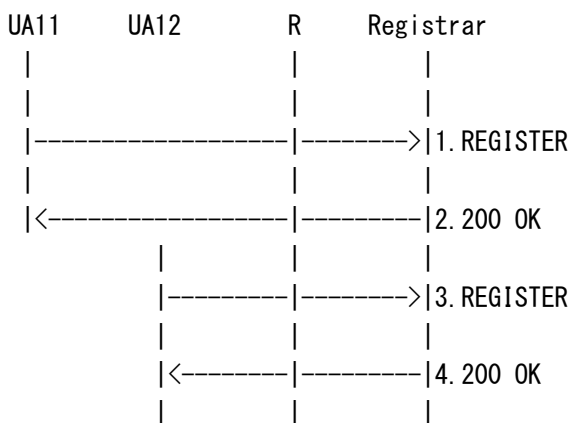 UA11 UA12 R Registrar
| | |
| | |
|-------------------|-------->|1.REGISTER
| | |
|<------------------|---------|2.200 OK
| | |
|---------|-------->|3.REGISTER
| | |
|<--------|---------|4.200 OK
| | |